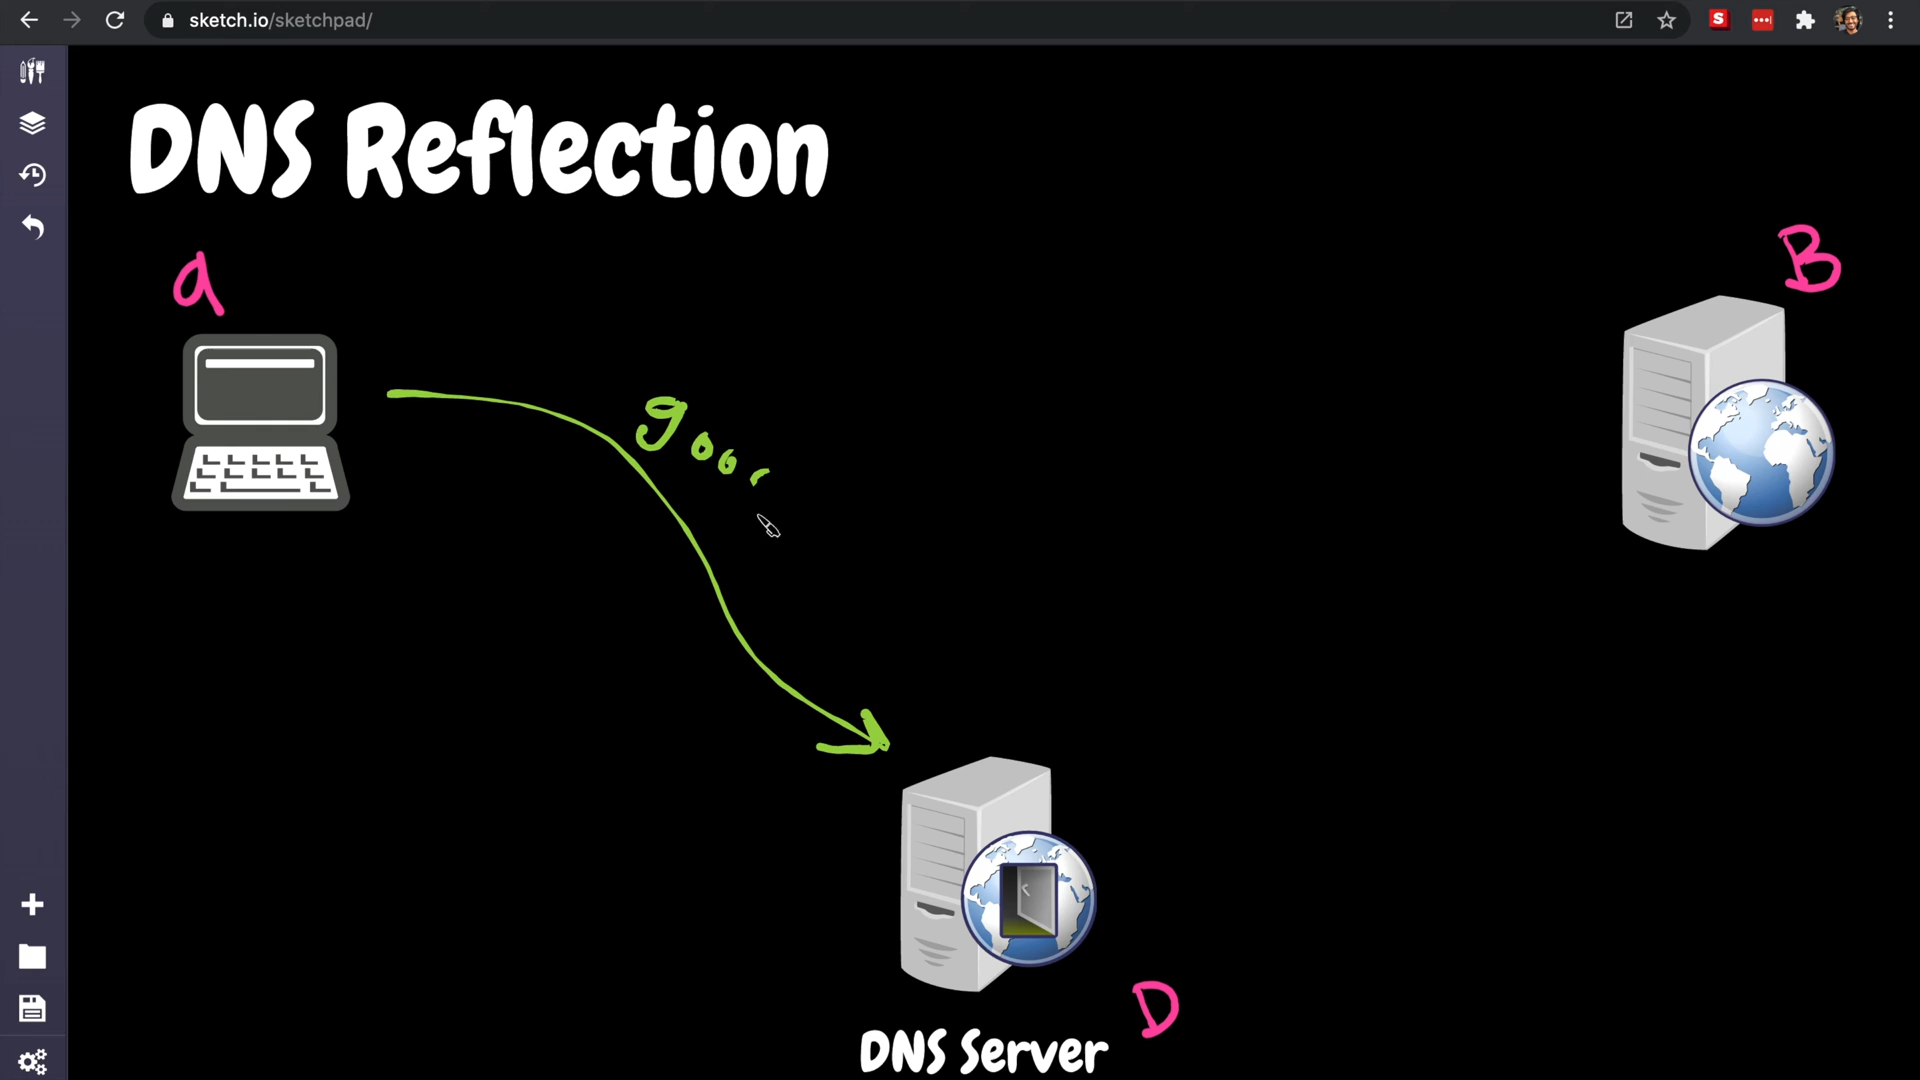 sketch.io/sketchpad/
DNS Reflection
a
B
goo
D
DNS Server